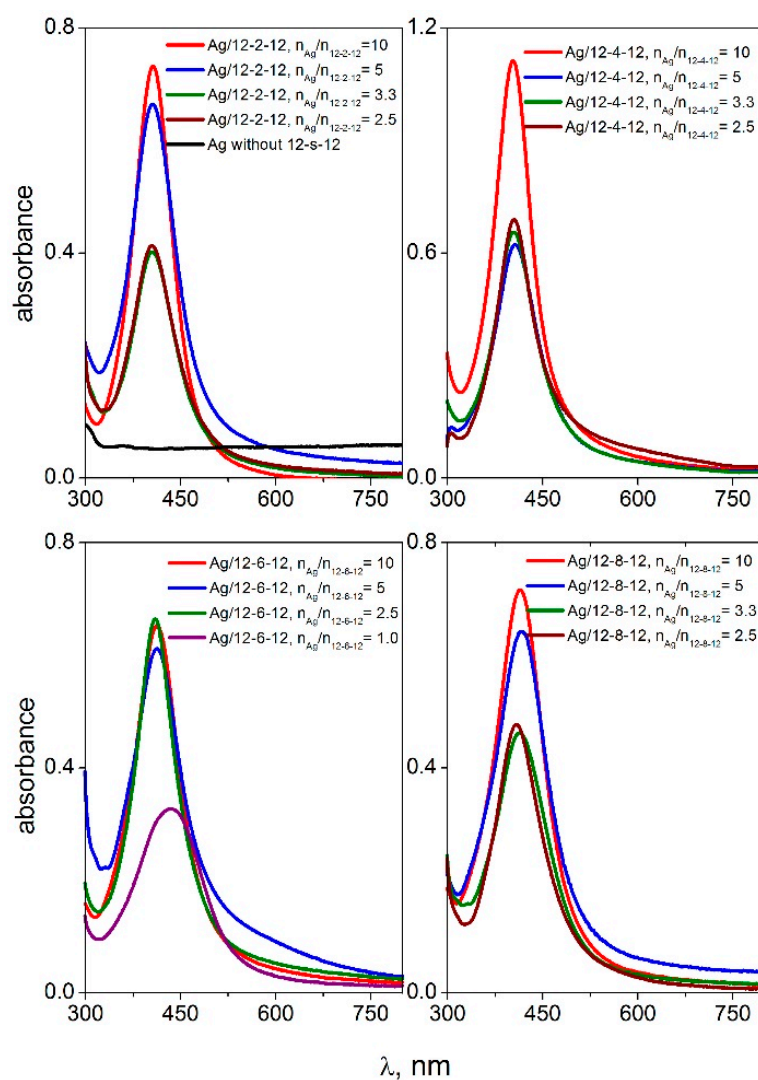 0.8
Ag/12-2-12, nAg/n12-2-12=10
Ag/12-2-12, nAg/n12-2-12= 5
Ag/12-2-12, nAg/n12-2-12= 3.3
Ag/12-2-12, nAg/n12-2-12= 2.5
Ag without 12-s-12
absorbance
0.4
0.0
300
450
600
750
1.2
Ag/12-4-12, nAg/n12-4-12= 10
Ag/12-4-12, nAg/n12-4-12= 5
Ag/12-4-12, nAg/n12-4-12= 3.3
Ag/12-4-12, nAg/n12-4-12= 2.5
0.6
0.0
300
450
600
750
0.8
Ag/12-6-12, nAg/n12-6-12= 10
Ag/12-6-12, nAg/n12-6-12= 5
Ag/12-6-12, nAg/n12-6-12= 2.5
Ag/12-6-12, nAg/n12-6-12= 1.0
absorbance
0.4
0.0
300
450
600
750
0.8
Ag/12-8-12, nAg/n12-8-12= 10
Ag/12-8-12, nAg/n12-8-12= 5
Ag/12-8-12, nAg/n12-8-12= 3.3
Ag/12-8-12, nAg/n12-8-12= 2.5
0.4
0.0
300
450
600
750
λ, nm